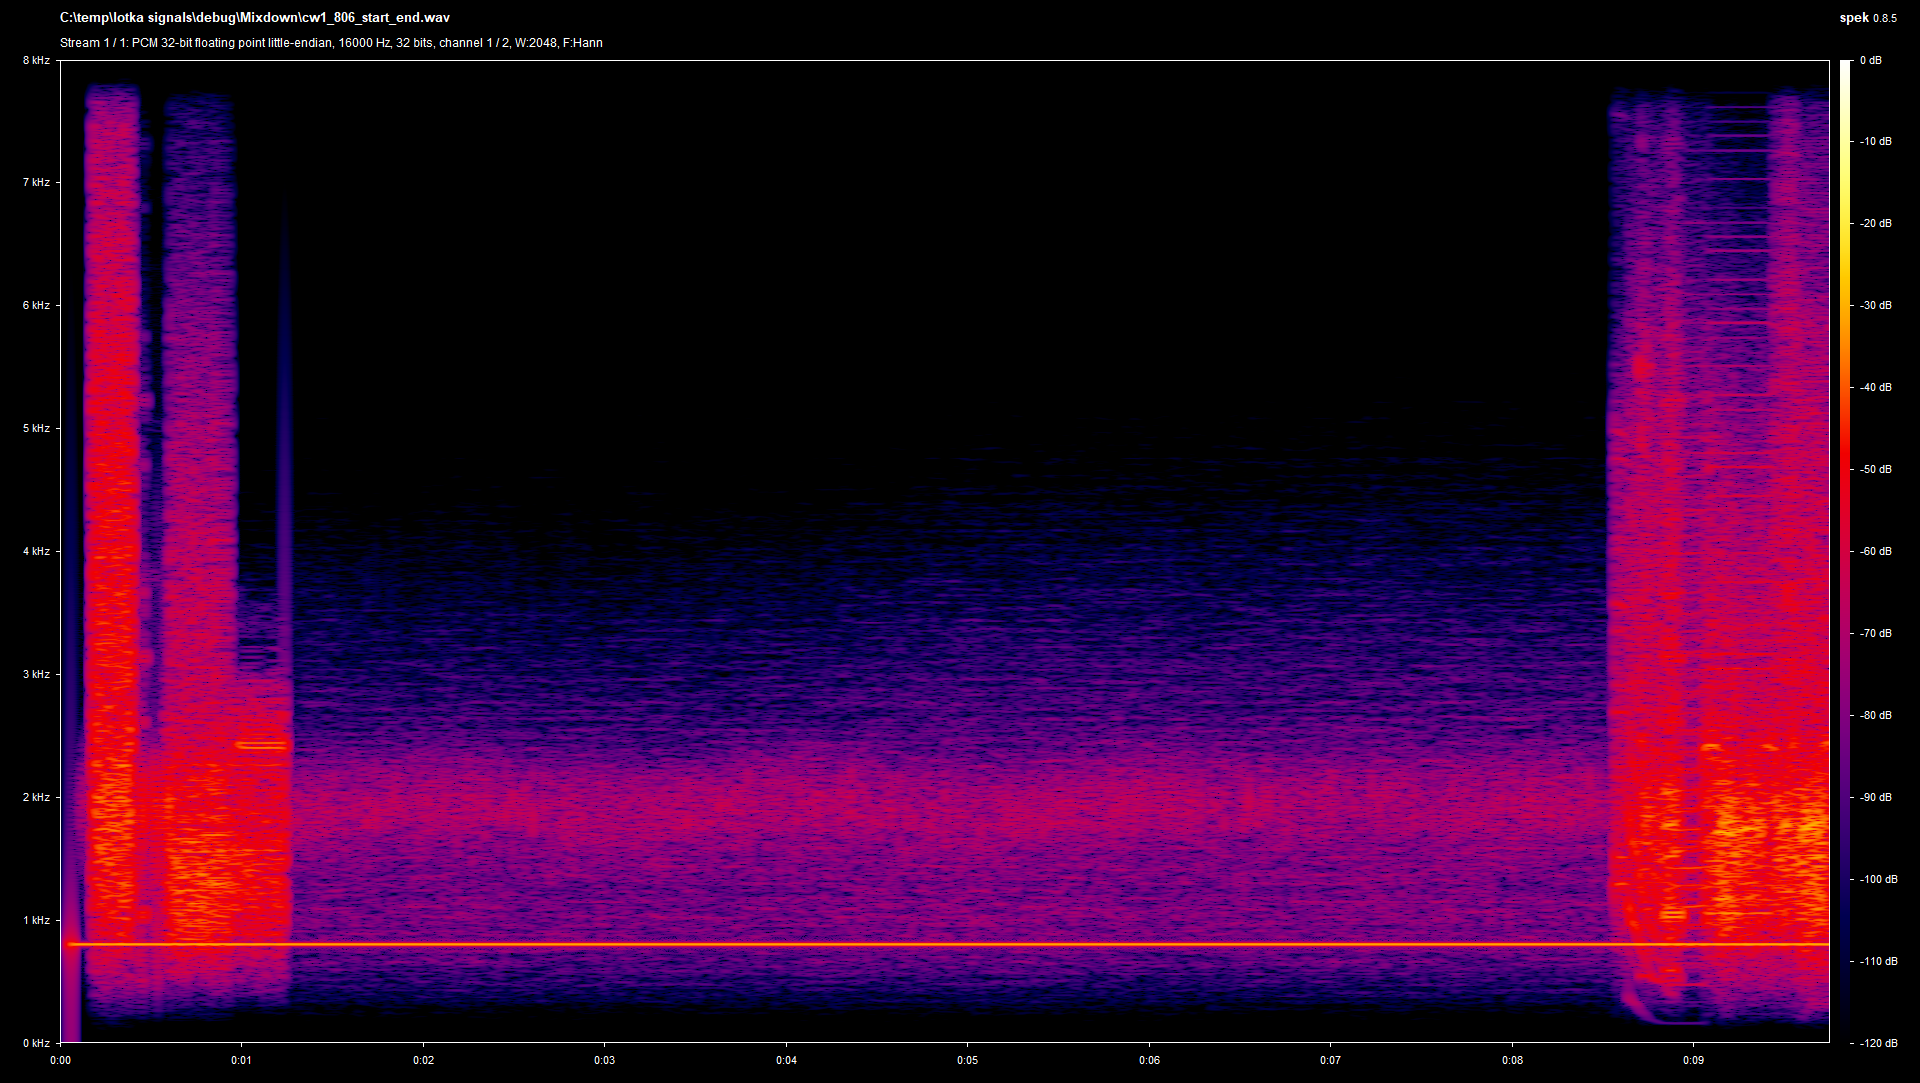 C:\temp\lotka signals\debug\Mixdown\cw1_806_start_end.wav
spek 0.8.5
Stream 1 / 1: PCM 32-bit floating point little-endian, 16000 Hz, 32 bits, channel 1 / 2, W:2048, F:Hann
8 kHz
7 kHz
6 kHz
5 kHz
4 kHz
3 kHz
2 kHz
1 kHz
0 kHz
0:00
0:01
0:02
0:03
0:04
0:05
0:06
0:07
0:08
0:09
0 dB
-10 dB
-20 dB
-30 dB
-40 dB
-50 dB
-60 dB
-70 dB
-80 dB
-90 dB
-100 dB
-110 dB
-120 dB